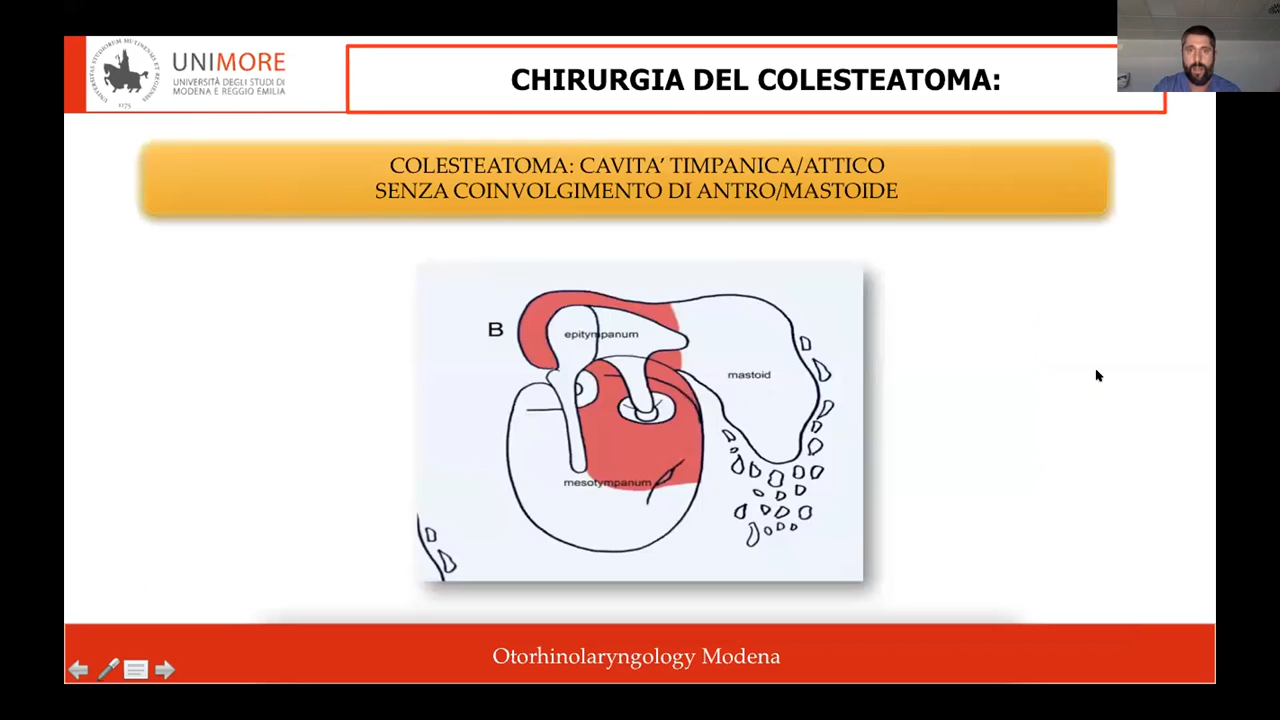 UNIMORE
UNIVERSITÀ DEGLI STUDI DI
MODENA E REGGIO EMILIA
1175
CHIRURGIA DEL COLESTEATOMA:
COLESTEATOMA: CAVITA’ TIMPANICA/ATTICO
SENZA COINVOLGIMENTO DI ANTRO/MASTOIDE
B
epitympanum
mastoid
mesotympanum
Otorhinolaryngology Modena